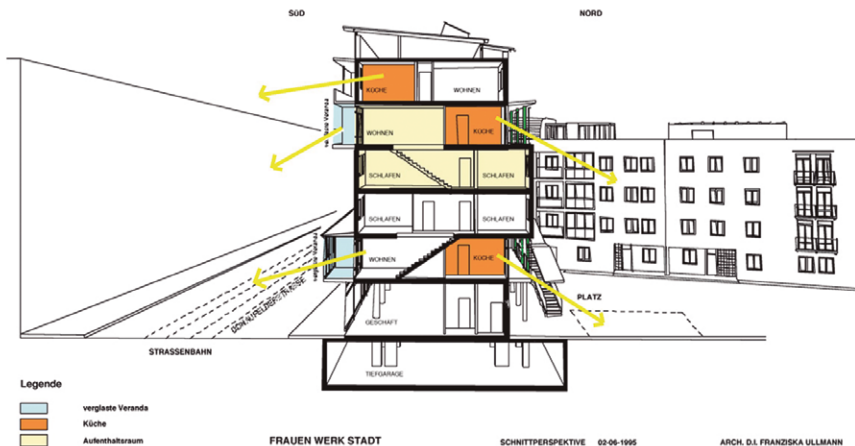 SÜD
NORD
KÜCHE
WOHNEN
WOHNEN
KÜCHE
SCHLAFEN
SCHLAFEN
SCHLAFEN
SCHLAFEN
WOHNEN
KÜCHE
GESCHÄFT
PLATZ
STRASSENBAHN
TIEFGARAGE
Legende
verglaste Veranda
Küche
Aufenthaltsraum
FRAUEN WERK STADT
SCHNITTPERSPEKTIVE 02-06-1995
ARCH. D.I. FRANZISKA ULLMANN